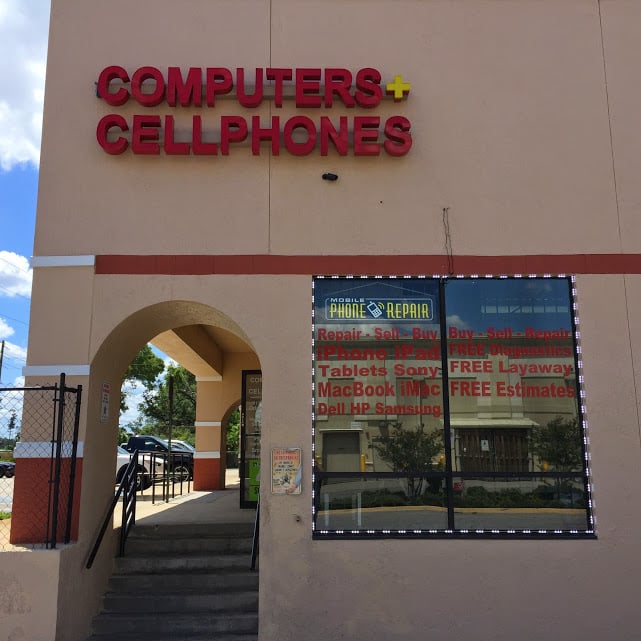 COMPUTERS+
CELLPHONES
MOBILE
PHONE REPAIR
Repair - Sell - Buy
iPhone iPad
Tablets Sony
MacBook iMac
Dell HP Samsung
Buy - Sell - Repair
FREE Diagnostics
FREE Layaway
FREE Estimates